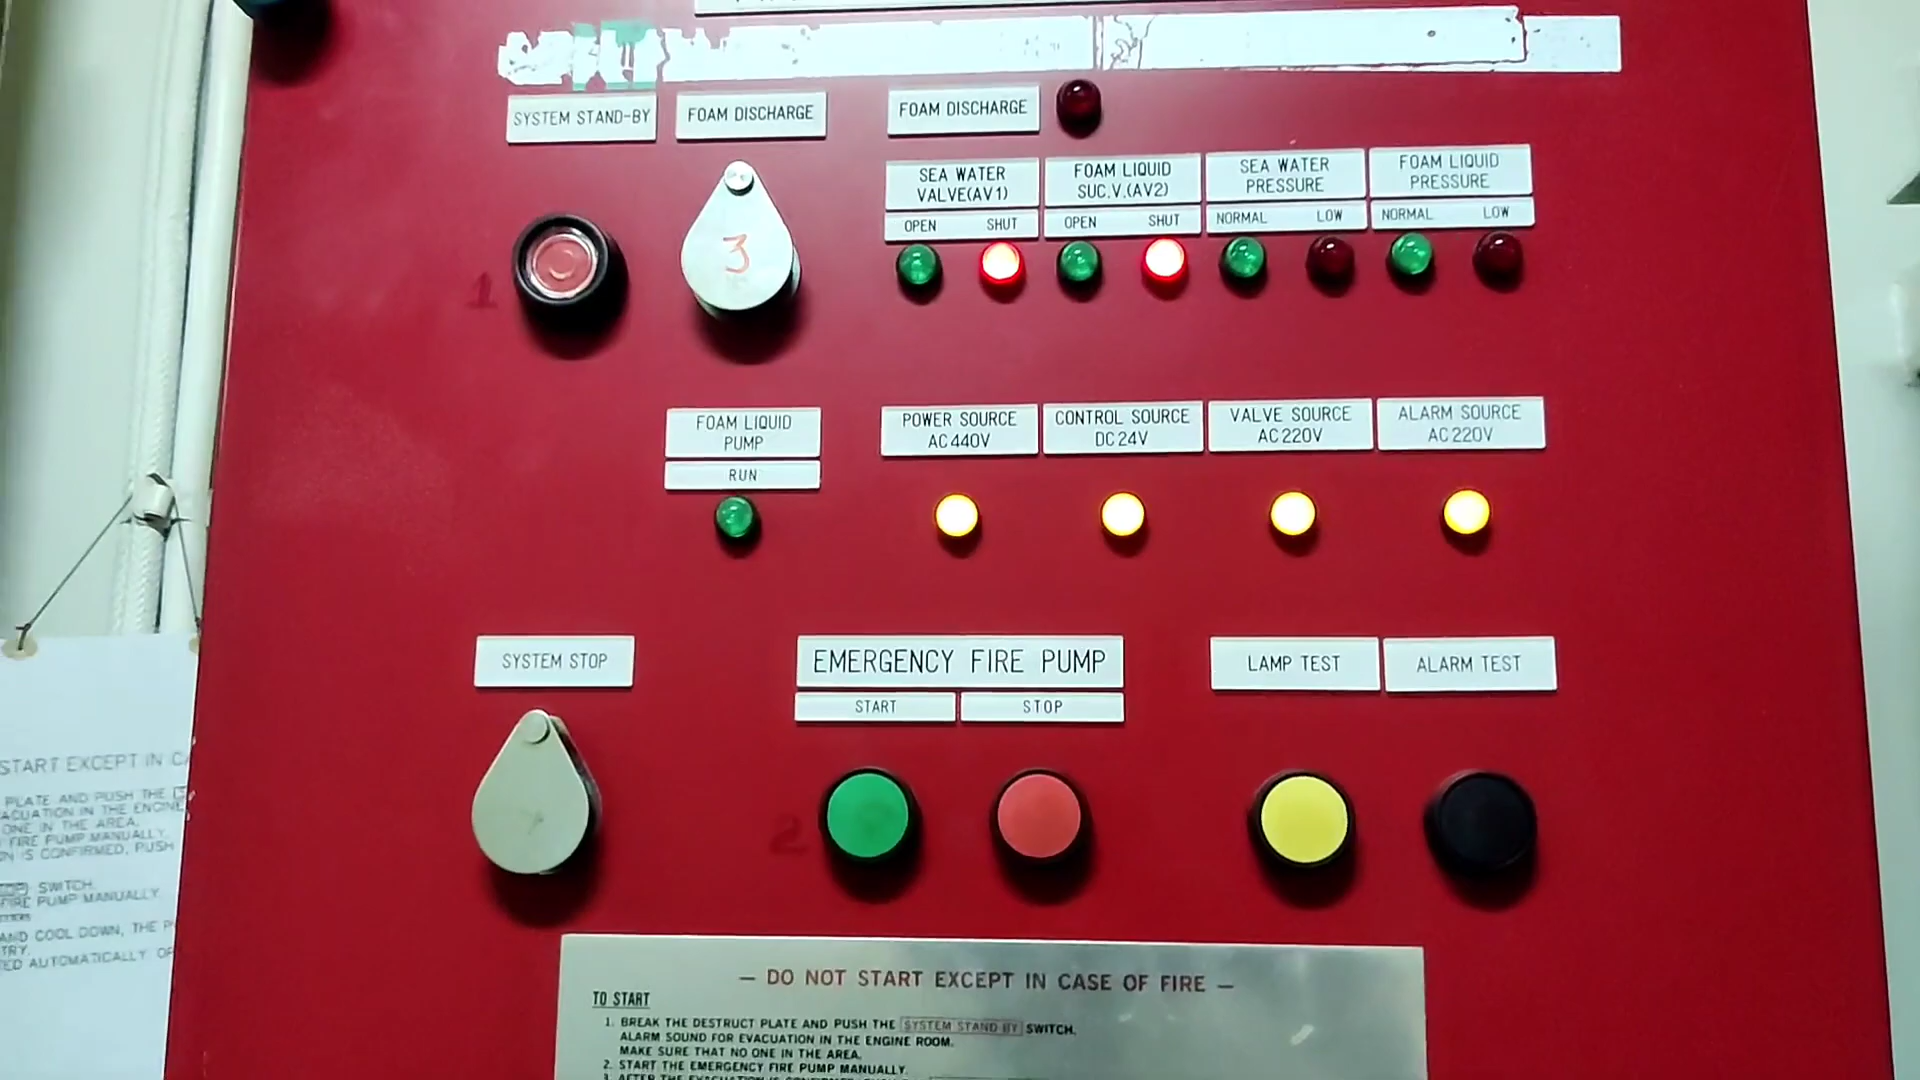 SYSTEM STAND-BY
FOAM DISCHARGE
FOAM DISCHARGE
SEA WATER
VALVE(AV1)
OPEN SHUT
FOAM LIQUID
SUC.V.(AV2)
OPEN SHUT
SEA WATER
PRESSURE
NORMAL LOW
FOAM LIQUID
PRESSURE
NORMAL LOW
1
3
FOAM LIQUID
PUMP
RUN
POWER SOURCE
AC440V
CONTROL SOURCE
DC24V
VALVE SOURCE
AC220V
ALARM SOURCE
AC220V
SYSTEM STOP
EMERGENCY FIRE PUMP
START STOP
LAMP TEST
ALARM TEST
2
— DO NOT START EXCEPT IN CASE OF FIRE —
TO START
1. BREAK THE DESTRUCT PLATE AND PUSH THE SYSTEM STAND BY SWITCH.
ALARM SOUND FOR EVACUATION IN THE ENGINE ROOM.
MAKE SURE THAT NO ONE IN THE AREA.
2. START THE EMERGENCY FIRE PUMP MANUALLY.
START EXCEPT IN
PLATE AND PUSH THE
IN THE ENGINE
ONE IN THE AREA.
FIRE PUMP MANUALLY.
IS CONFIRMED, PUSH
SWITCH.
FIRE PUMP MANUALLY.
AND COOL DOWN, THE
AUTOMATICALLY